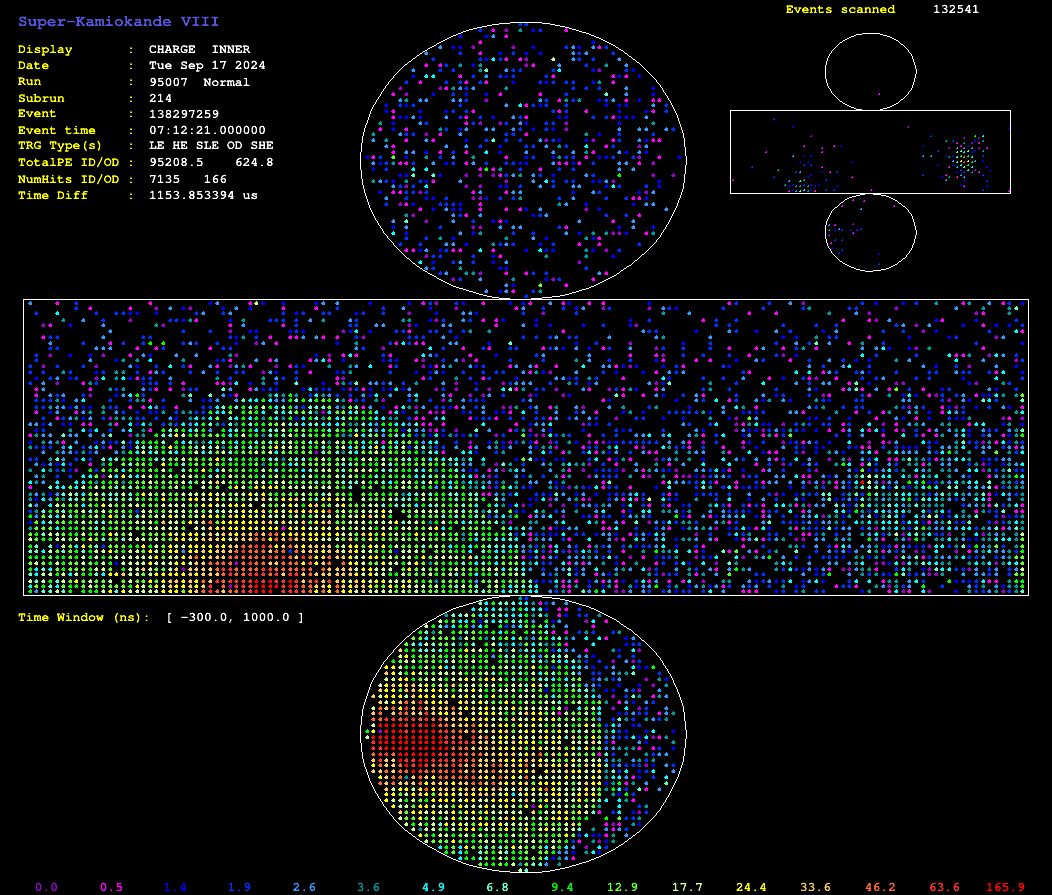 Super-Kamiokande VIII
Display : CHARGE INNER
Date : Tue Sep 17 2024
Run : 95007 Normal
Subrun : 214
Event : 138297259
Event time : 07:12:21.000000
TRG Type(s) : LE HE SLE OD SHE
TotalPE ID/OD : 95208.5 624.8
NumHits ID/OD : 7135 166
Time Diff : 1153.853394 us
Events scanned 132541
Time Window (ns): [ -300.0, 1000.0 ]
0.0 0.5 1.4 1.9 2.6 3.6 4.9 6.8 9.4 12.9 17.7 24.4 33.6 46.2 63.6 165.9